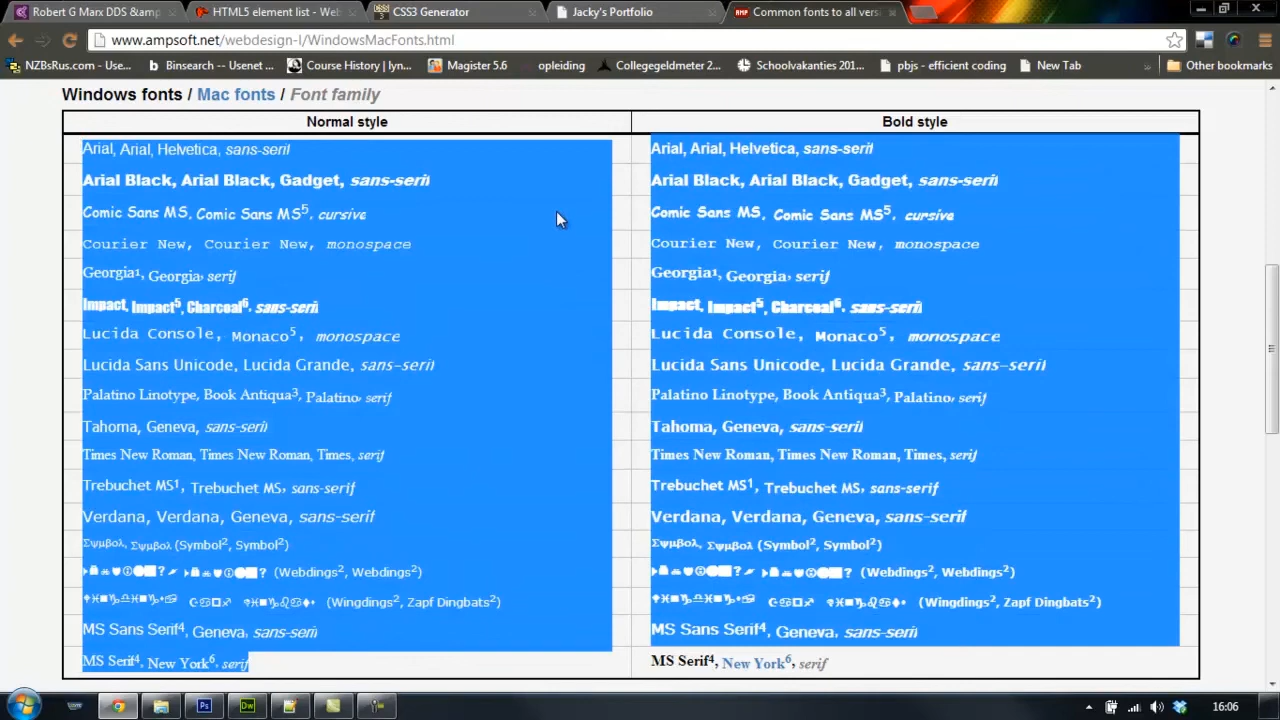 Robert G Marx DDS &amp
HTML5 element list - Web
CSS3 Generator
Jacky's Portfolio
Common fonts to all versi
www.ampsoft.net/webdesign-l/WindowsMacFonts.html
NZBsRus.com - Use... Binsearch -- Usenet ... Course History | lyn... Magister 5.6 opleiding Collegegeldmeter 2... Schoolvakanties 201... pbjs - efficient coding New Tab » Other bookmarks
Windows fonts / Mac fonts / Font family
Normal style Bold style
Arial, Arial, Helvetica, sans-serif Arial, Arial, Helvetica, sans-serif
Arial Black, Arial Black, Gadget, sans-serif Arial Black, Arial Black, Gadget, sans-serif
Comic Sans MS, Comic Sans MS5, cursive Comic Sans MS, Comic Sans MS5, cursive
Courier New, Courier New, monospace Courier New, Courier New, monospace
Georgia1, Georgia, serif Georgia1, Georgia, serif
Impact, Impact5, Charcoal6, sans-serif Impact, Impact5, Charcoal6, sans-serif
Lucida Console, Monaco5, monospace Lucida Console, Monaco5, monospace
Lucida Sans Unicode, Lucida Grande, sans-serif Lucida Sans Unicode, Lucida Grande, sans-serif
Palatino Linotype, Book Antiqua3, Palatino, serif Palatino Linotype, Book Antiqua3, Palatino, serif
Tahoma, Geneva, sans-serif Tahoma, Geneva, sans-serif
Times New Roman, Times New Roman, Times, serif Times New Roman, Times New Roman, Times, serif
Trebuchet MS1, Trebuchet MS, sans-serif Trebuchet MS1, Trebuchet MS, sans-serif
Verdana, Verdana, Geneva, sans-serif Verdana, Verdana, Geneva, sans-serif
Σψμβολ, Σψμβολ (Symbol2, Symbol2) Σψμβολ, Σψμβολ (Symbol2, Symbol2)
(Webdings2, Webdings2) (Webdings2, Webdings2)
(Wingdings2, Zapf Dingbats2) (Wingdings2, Zapf Dingbats2)
MS Sans Serif4, Geneva, sans-serif MS Sans Serif4, Geneva, sans-serif
MS Serif4, New York6, serif MS Serif4, New York6, serif
16:06